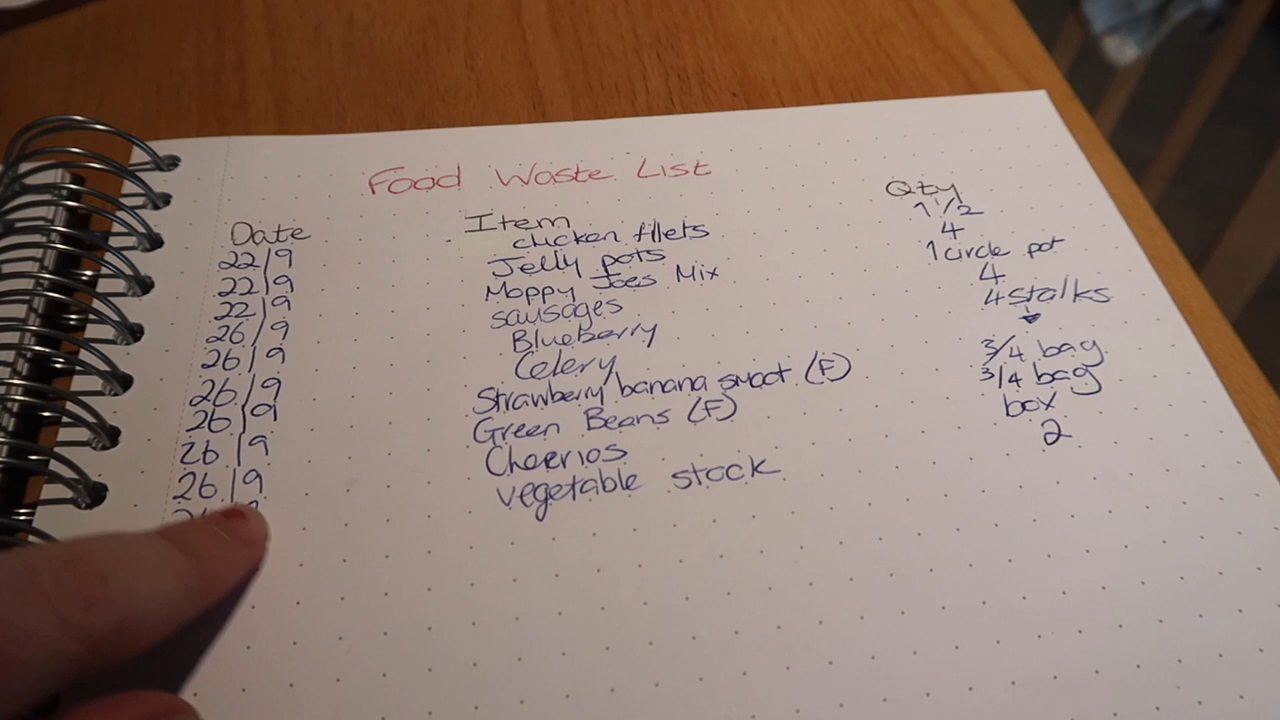 Food Waste List
Date Item Qty
22/9 chicken fillets 1 1/2
22/9 Jelly pots 4
22/9 Moppy Joes Mix 1 circle pot
26/9 sausages 4
26/9 Blueberry 4 stalks
26/9 Celery
26/9 Strawberry banana smoot (F) 3/4 bag
26/9 Green Beans (F) 3/4 bag
26/9 Cheerios box
vegetable stock 2